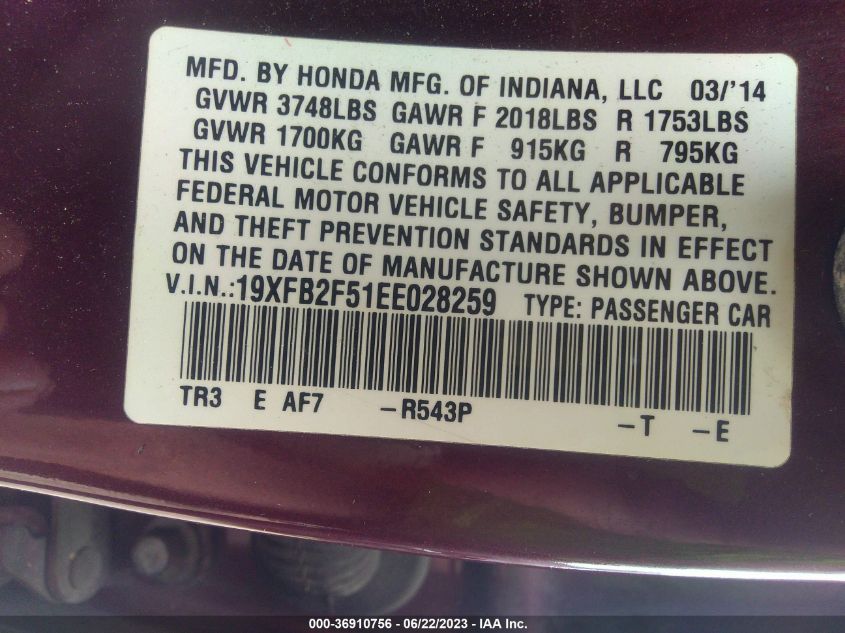 MFD. BY HONDA MFG. OF INDIANA, LLC 03/'14
GVWR 3748LBS GAWR F 2018LBS R 1753LBS
GVWR 1700KG GAWR F 915KG R 795KG
THIS VEHICLE CONFORMS TO ALL APPLICABLE
FEDERAL MOTOR VEHICLE SAFETY, BUMPER,
AND THEFT PREVENTION STANDARDS IN EFFECT
ON THE DATE OF MANUFACTURE SHOWN ABOVE.
V.I.N.:19XFB2F51EE028259 TYPE: PASSENGER CAR
TR3 E AF7 -R543P -T -E
000-36910756 - 06/22/2023 - IAA Inc.